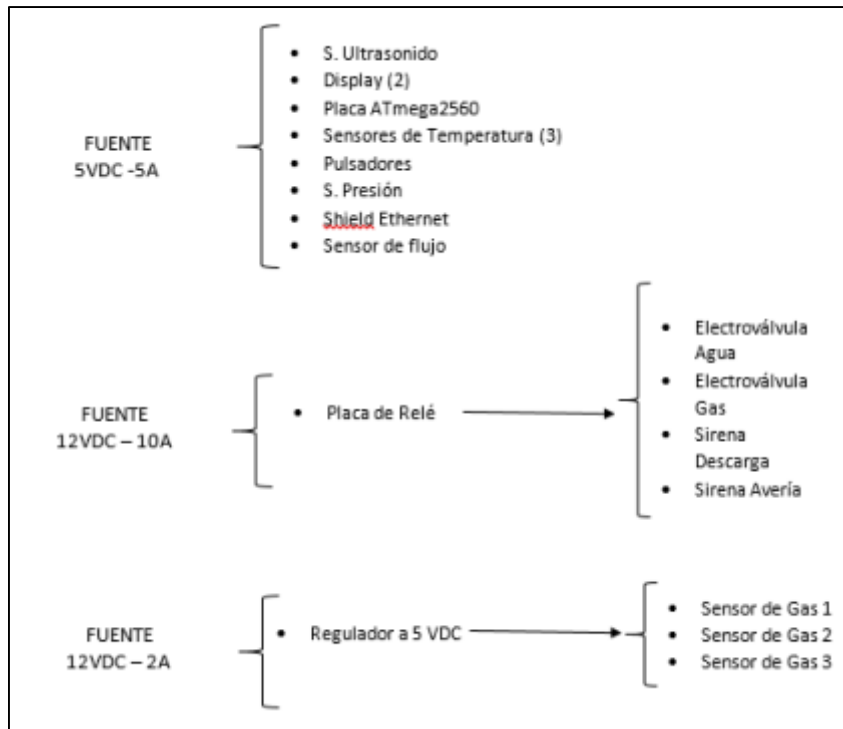 FUENTE
5VDC -5A
• S. Ultrasonido
• Display (2)
• Placa ATmega2560
• Sensores de Temperatura (3)
• Pulsadores
• S. Presión
• Shield Ethernet
• Sensor de flujo
FUENTE
12VDC – 10A
• Placa de Relé
• Electroválvula
Agua
• Electroválvula
Gas
• Sirena
Descarga
• Sirena Avería
FUENTE
12VDC – 2A
• Regulador a 5 VDC
• Sensor de Gas 1
• Sensor de Gas 2
• Sensor de Gas 3